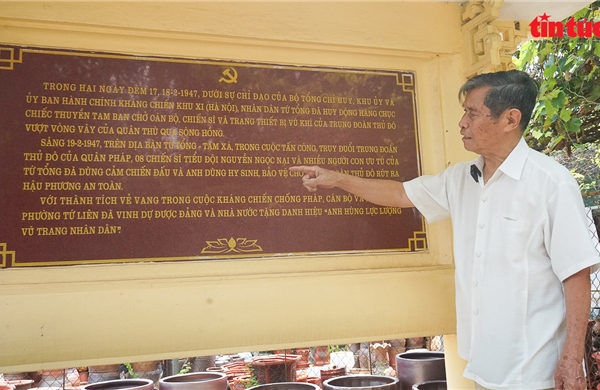 tin tức
TRONG HAI NGÀY ĐÊM 17, 18-2-1947, DƯỚI SỰ CHỈ ĐẠO CỦA BỘ TỔNG CHỈ HUY, KHU ỦY VÀ
ỦY BAN HÀNH CHÍNH KHÁNG CHIẾN KHU XI (HÀ NỘI), NHÂN DÂN TỨ TỔNG ĐÃ HUY ĐỘNG HÀNG CHỤC
CHIẾC THUYỀN TAM BAN CHỞ CÁN BỘ, CHIẾN SĨ VÀ TRANG THIẾT BỊ VŨ KHÍ CỦA TRUNG ĐOÀN THỦ ĐÔ
VƯỢT VÒNG VÂY CỦA QUÂN THÙ QUA SÔNG HỒNG.
SÁNG 19-2-1947, TRÊN ĐỊA BÀN TỨ TỔNG - TẦM XÁ, TRONG CUỘC TẤN CÔNG, TRUY ĐUỔI TRUNG ĐOÀN
THỦ ĐÔ CỦA QUÂN PHÁP, 08 CHIẾN SĨ TIỂU ĐỘI NGUYỄN NGỌC NẠI VÀ NHIỀU NGƯỜI CON ƯU TÚ CỦA
TỨ TỔNG ĐÃ DŨNG CẢM CHIẾN ĐẤU VÀ ANH DŨNG HY SINH, BẢO VỆ CHO ĐOÀN THỦ ĐÔ RÚT RA
HẬU PHƯƠNG AN TOÀN.
VỚI THÀNH TÍCH VẺ VANG TRONG CUỘC KHÁNG CHIẾN CHỐNG PHÁP, CÁN BỘ VÀ
PHƯỜNG TỨ LIÊN ĐÃ VINH DỰ ĐƯỢC ĐẢNG VÀ NHÀ NƯỚC TẶNG DANH HIỆU "ANH HÙNG LỰC LƯỢNG
VŨ TRANG NHÂN DÂN".